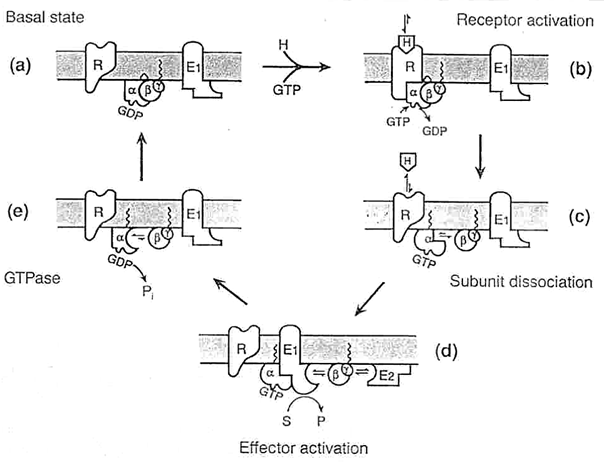 Basal state
Receptor activation
(a)
R
E1
α
β
γ
GDP
H
GTP
H
R
E1
α
β
γ
GTP
GDP
(b)
(e)
R
E1
α
β
γ
GDP
Pi
GTPase
H
R
E1
α
β
γ
GTP
(c)
Subunit dissociation
R
E1
α
β
γ
E2
GTP
S
P
(d)
Effector activation